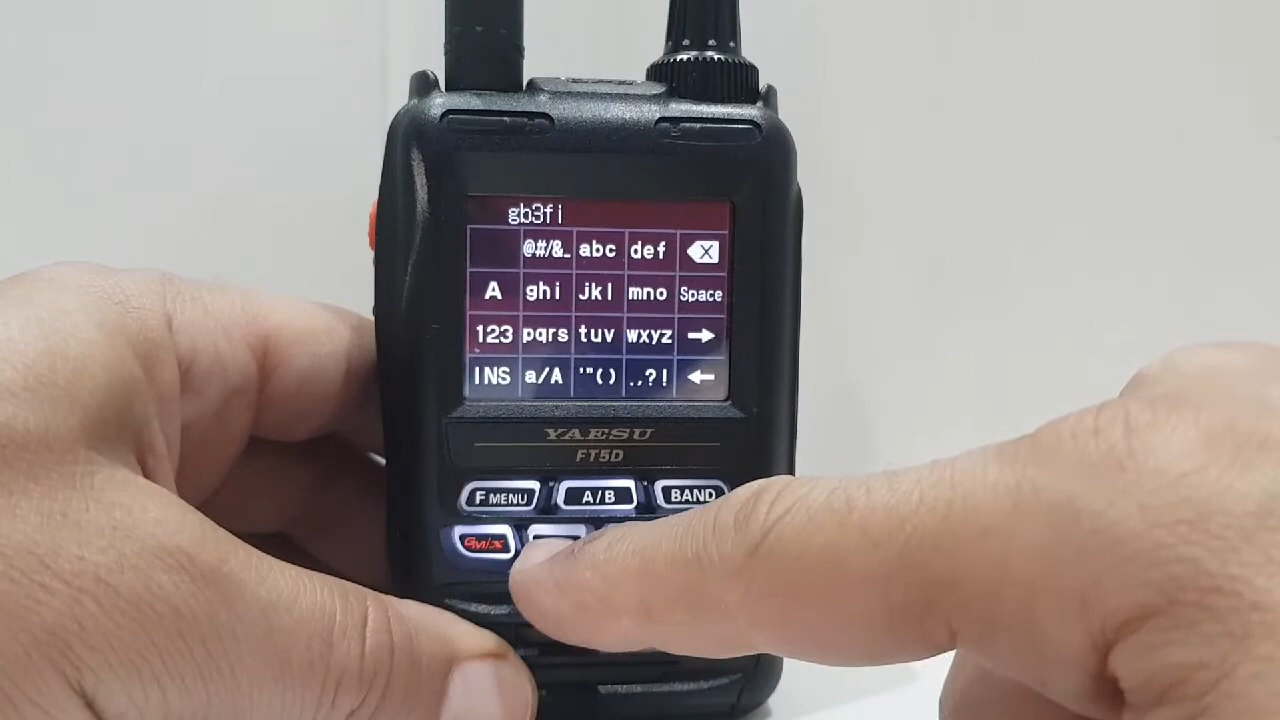 gb3fi
@#/&_ abc def
A ghi jkl mno Space
123 pqrs tuv wxyz →
INS a/A '"() .,?! ←
YAESU
FT5D
F MENU A/B BAND
GM/X